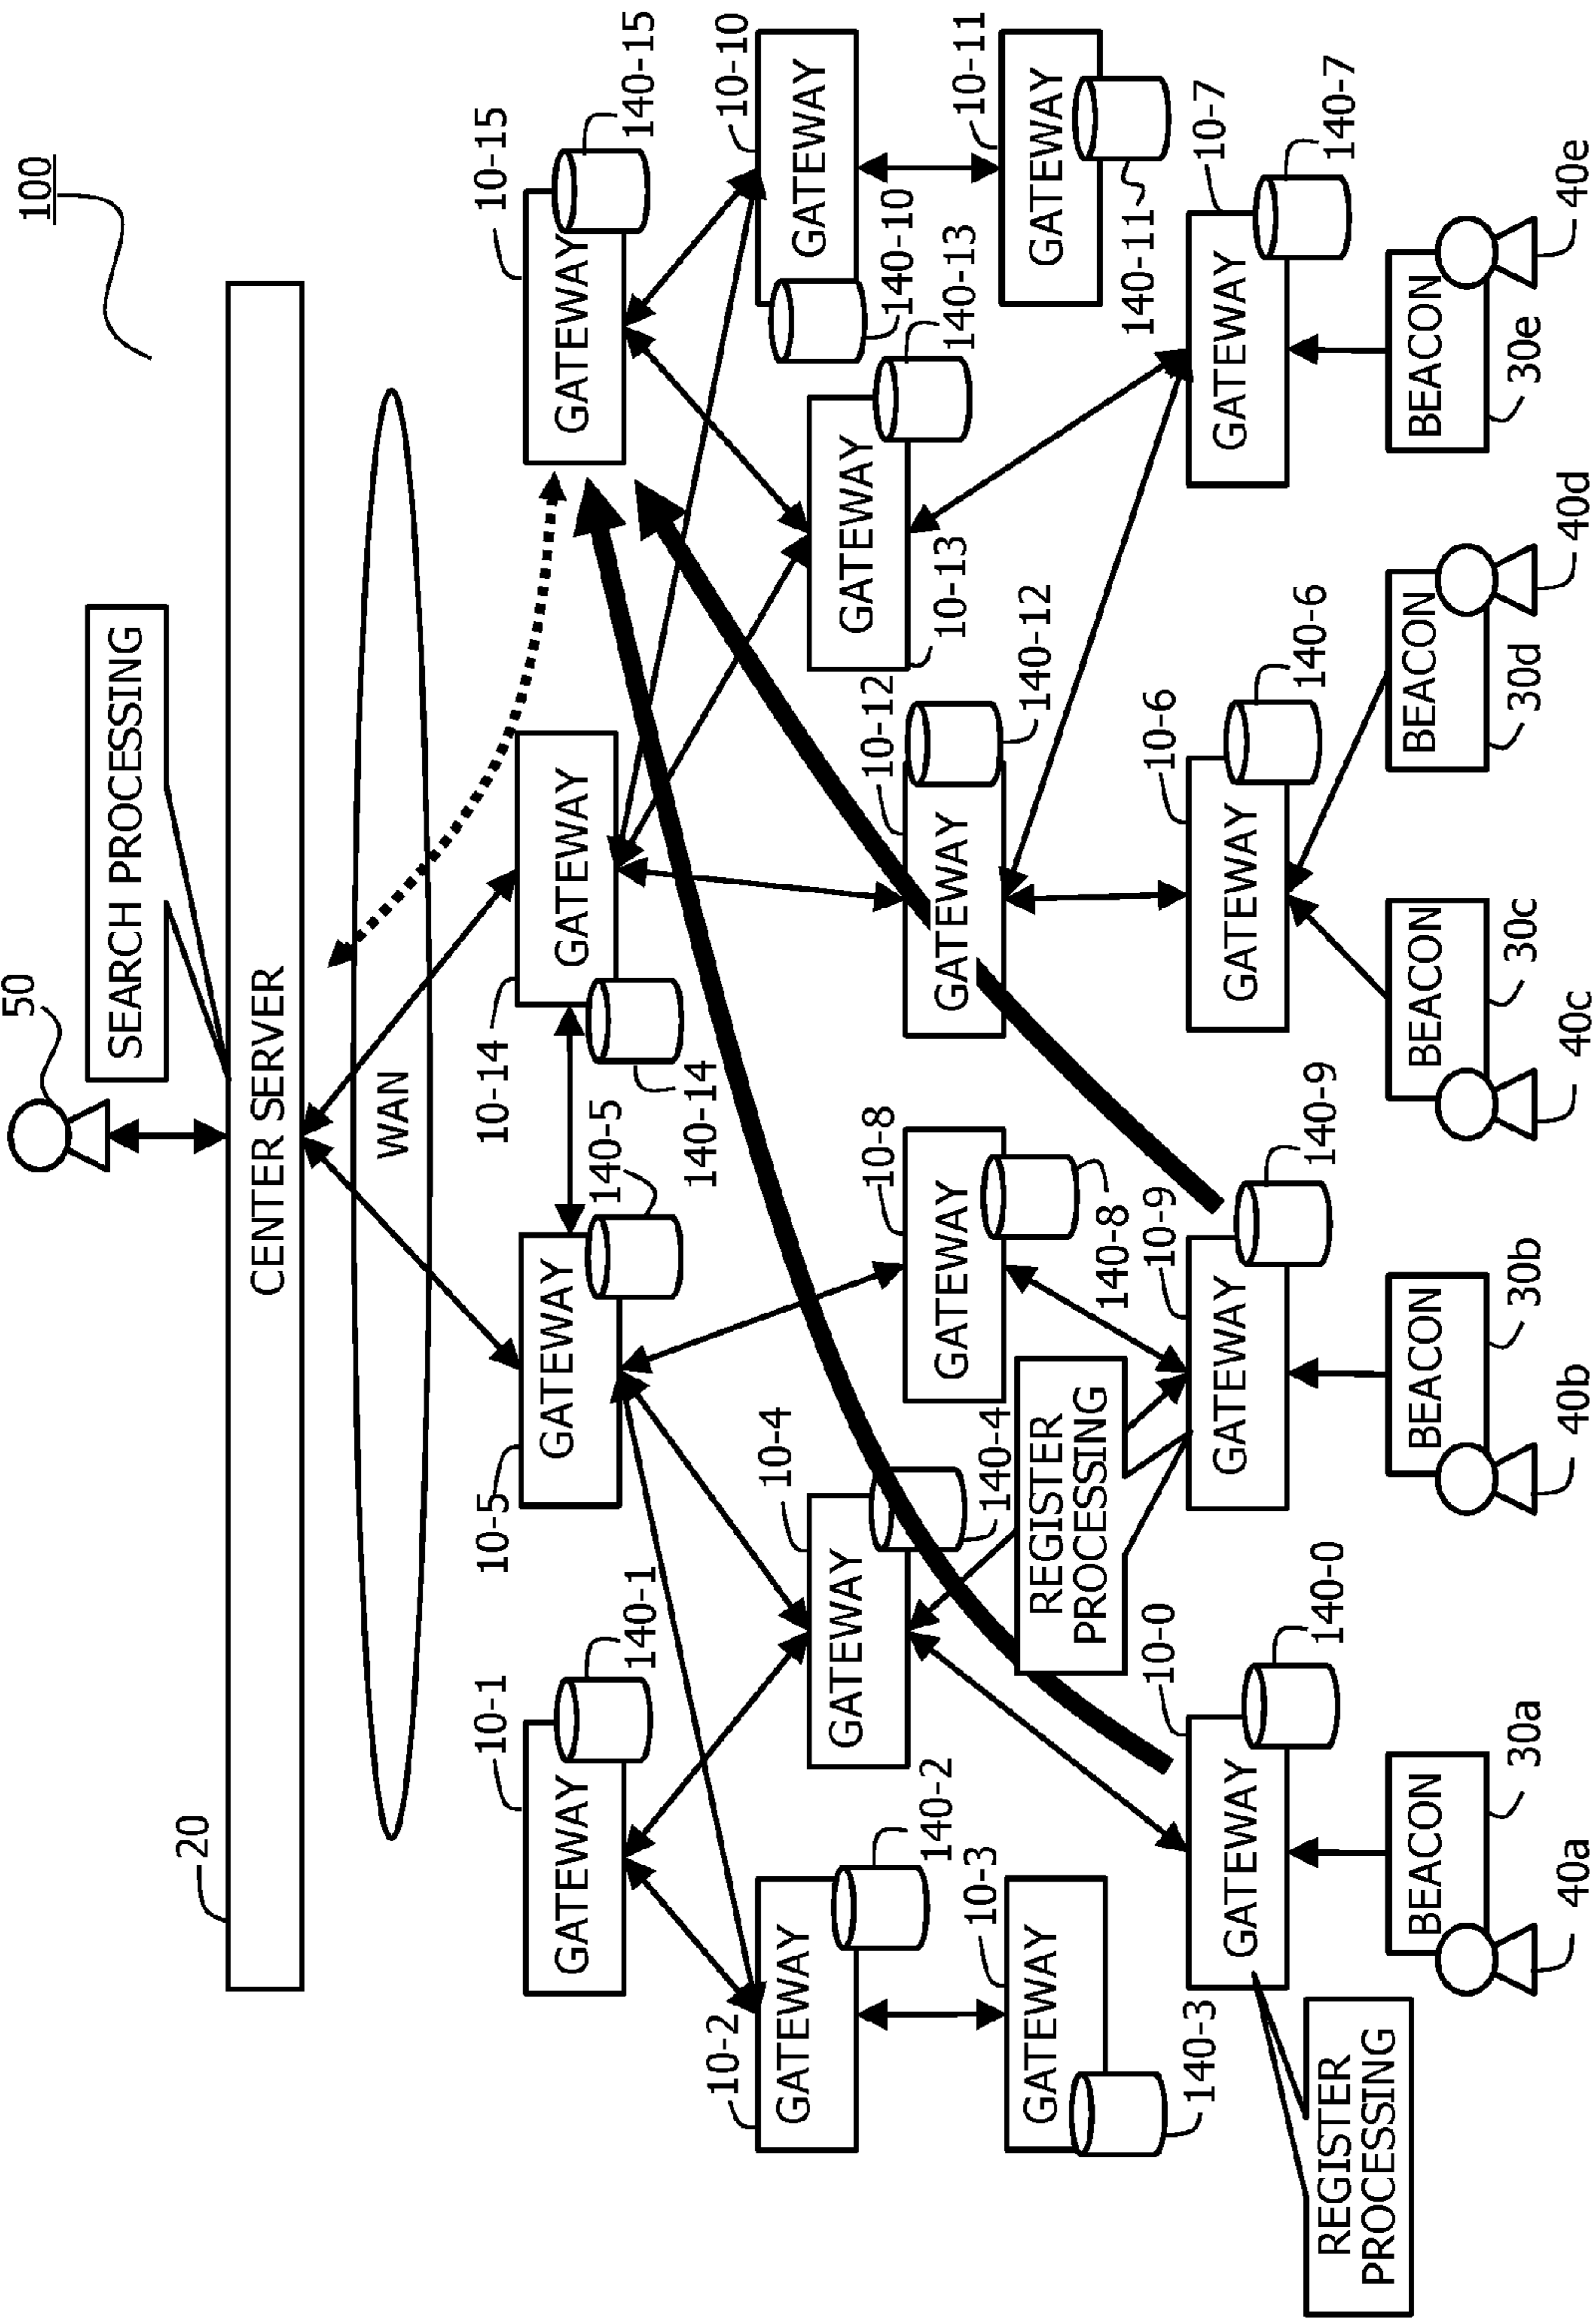 100
50
SEARCH PROCESSING
20
CENTER SERVER
WAN
10-1
GATEWAY
140-1
10-5
GATEWAY
140-5
10-14
GATEWAY
140-14
10-15
GATEWAY
140-15
10-2
GATEWAY
140-2
10-4
GATEWAY
140-4
10-13
GATEWAY
140-13
10-10
GATEWAY
140-10
10-3
GATEWAY
140-3
10-8
GATEWAY
140-8
10-12
GATEWAY
140-12
10-11
GATEWAY
140-11
REGISTER
PROCESSING
REGISTER
PROCESSING
10-0
GATEWAY
140-0
10-9
GATEWAY
140-9
10-6
GATEWAY
140-6
10-7
GATEWAY
140-7
BEACON
30a
40a
BEACON
30b
40b
BEACON
30c
40c
BEACON
30d
40d
BEACON
30e
40e